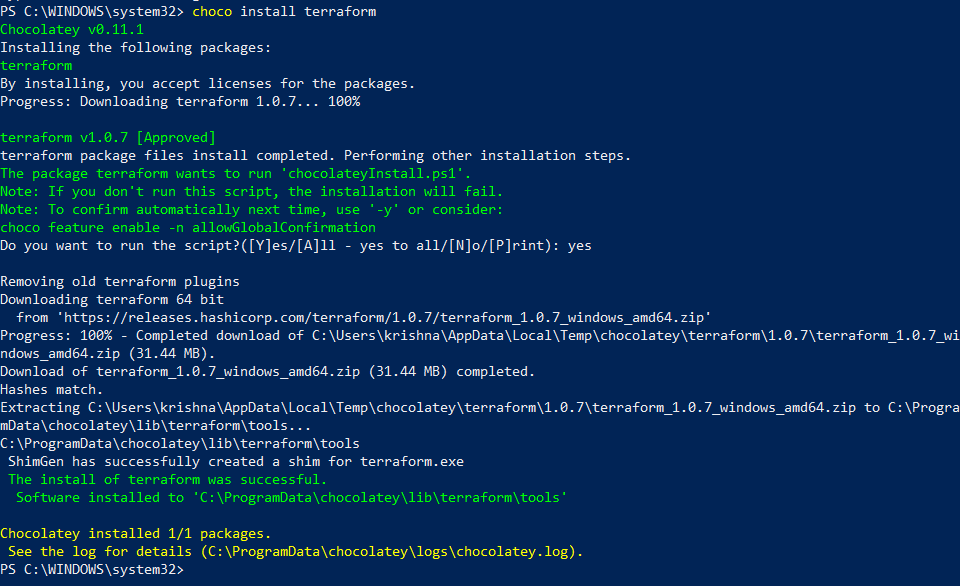 PS C:\WINDOWS\system32> choco install terraform
Chocolatey v0.11.1
Installing the following packages:
terraform
By installing, you accept licenses for the packages.
Progress: Downloading terraform 1.0.7... 100%
terraform v1.0.7 [Approved]
terraform package files install completed. Performing other installation steps.
The package terraform wants to run 'chocolateyInstall.ps1'.
Note: If you don't run this script, the installation will fail.
Note: To confirm automatically next time, use '-y' or consider:
choco feature enable -n allowGlobalConfirmation
Do you want to run the script?([Y]es/[A]ll - yes to all/[N]o/[P]rint): yes
Removing old terraform plugins
Downloading terraform 64 bit
  from 'https://releases.hashicorp.com/terraform/1.0.7/terraform_1.0.7_windows_amd64.zip'
Progress: 100% - Completed download of C:\Users\krishna\AppData\Local\Temp\chocolatey\terraform\1.0.7\terraform_1.0.7_wi
ndows_amd64.zip (31.44 MB).
Download of terraform_1.0.7_windows_amd64.zip (31.44 MB) completed.
Hashes match.
Extracting C:\Users\krishna\AppData\Local\Temp\chocolatey\terraform\1.0.7\terraform_1.0.7_windows_amd64.zip to C:\Progra
mData\chocolatey\lib\terraform\tools...
C:\ProgramData\chocolatey\lib\terraform\tools
 ShimGen has successfully created a shim for terraform.exe
 The install of terraform was successful.
  Software installed to 'C:\ProgramData\chocolatey\lib\terraform\tools'
Chocolatey installed 1/1 packages.
 See the log for details (C:\ProgramData\chocolatey\logs\chocolatey.log).
PS C:\WINDOWS\system32>